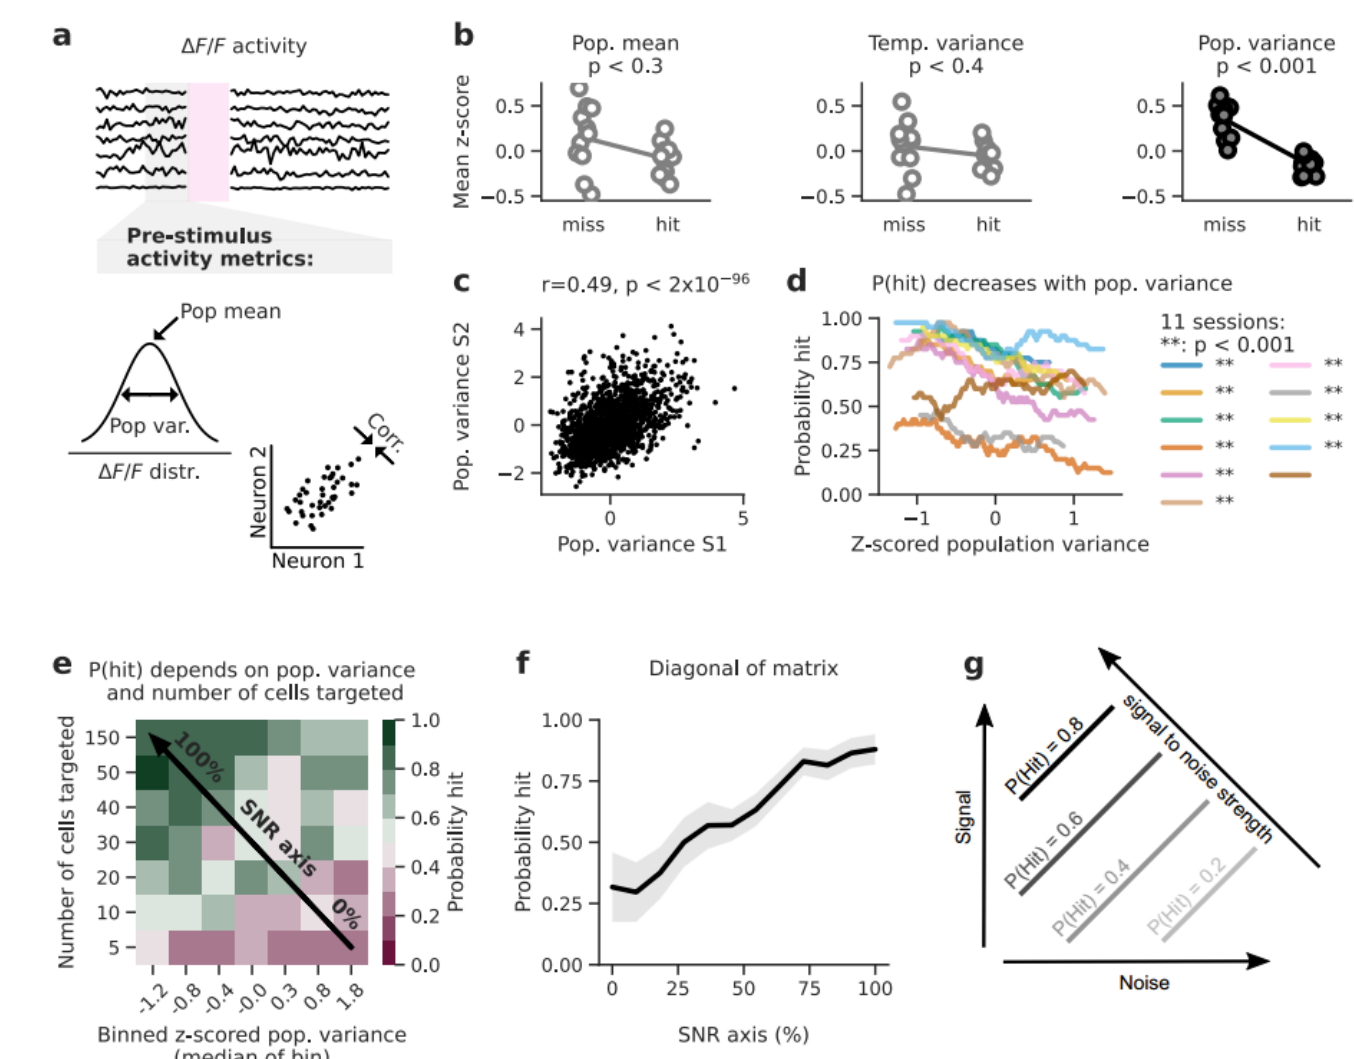 a
ΔF/F activity
Pre-stimulus
activity metrics:
Pop mean
Pop var.
ΔF/F distr.
Corr.
Neuron 2
Neuron 1
b
Pop. mean
p < 0.3
Temp. variance
p < 0.4
Pop. variance
p < 0.001
Mean z-score
0.5
0.0
−0.5
miss
hit
0.5
0.0
−0.5
miss
hit
0.5
0.0
−0.5
miss
hit
c
r=0.49, p < 2x10⁻⁹⁶
Pop. variance S2
4
2
0
−2
0
5
Pop. variance S1
d
P(hit) decreases with pop. variance
Probability hit
1.00
0.75
0.50
0.25
0.00
−1
0
1
Z-scored population variance
11 sessions:
**: p < 0.001
**
**
**
**
**
**
**
**
**
**
e
P(hit) depends on pop. variance
and number of cells targeted
Number of cells targeted
150
50
40
30
20
10
5
100%
SNR axis
0%
-1.2
-0.8
-0.4
-0.0
0.3
0.8
1.8
Binned z-scored pop. variance
(median of bin)
1.0
0.8
0.6
0.4
0.2
0.0
Probability hit
f
Diagonal of matrix
Probability hit
1.00
0.75
0.50
0.25
0.00
0
25
50
75
100
SNR axis (%)
g
Signal
P(Hit) = 0.8
P(Hit) = 0.6
P(Hit) = 0.4
P(Hit) = 0.2
signal to noise strength
Noise